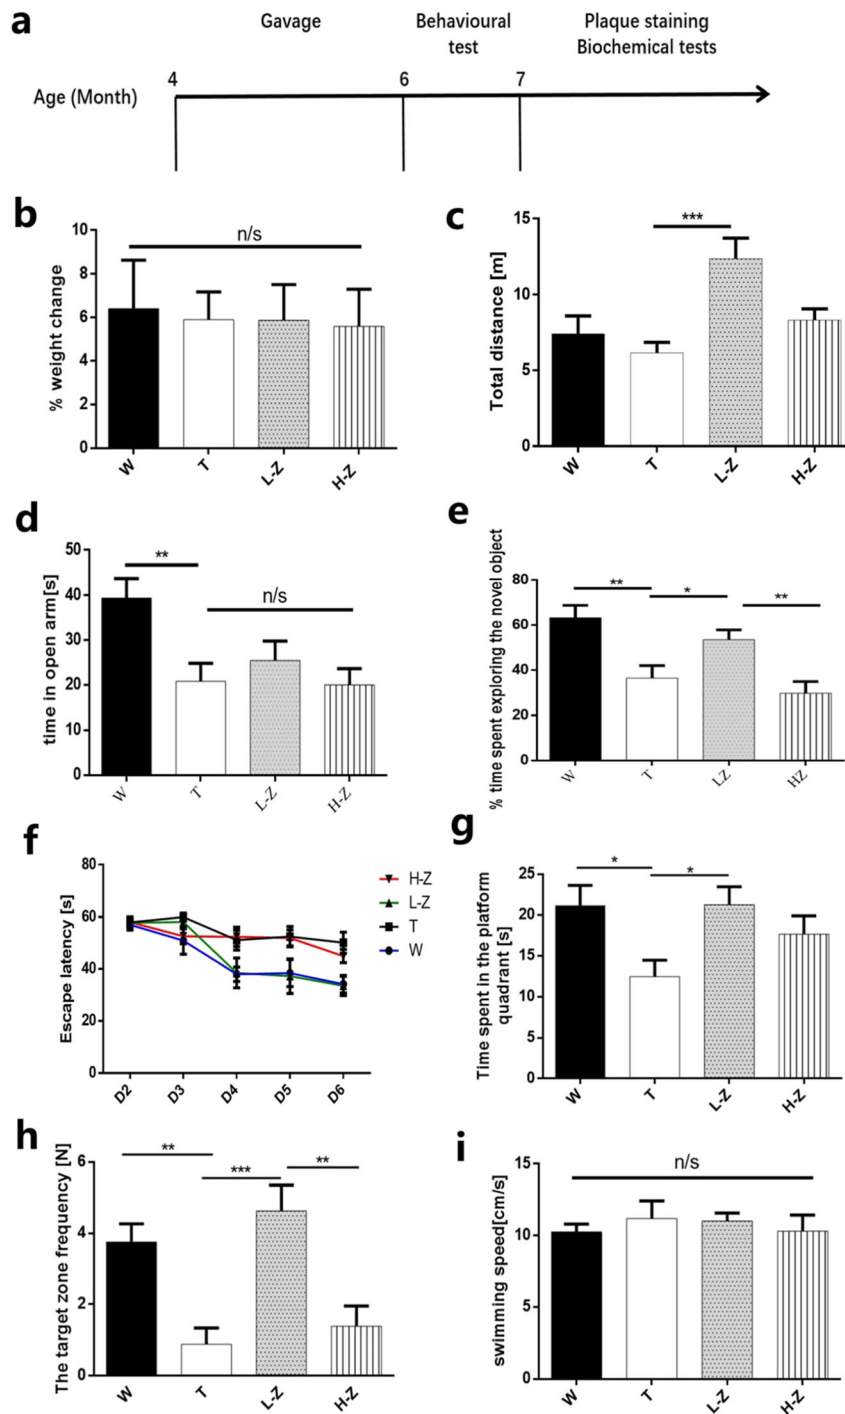 a
Gavage
Behavioural
test
Plaque staining
Biochemical tests
4
6
7
Age (Month)
b
% weight change
10
8
6
4
2
0
n/s
W
T
L-Z
H-Z
c
Total distance [m]
15
10
5
0
***
W
T
L-Z
H-Z
d
time in open arm[s]
50
40
30
20
10
0
**
n/s
W
T
L-Z
H-Z
e
% time spent exploring the novel object
80
60
40
20
0
**
*
**
W
T
LZ
HZ
f
Escape latency [s]
80
60
40
20
0
D2
D3
D4
D5
D6
H-Z
L-Z
T
W
g
Time spent in the platform
quadrant [s]
25
20
15
10
5
0
*
*
W
T
L-Z
H-Z
h
The target zone frequency [N]
6
4
2
0
**
***
**
W
T
L-Z
H-Z
i
swimming speed[cm/s]
15
10
5
0
n/s
W
T
L-Z
H-Z